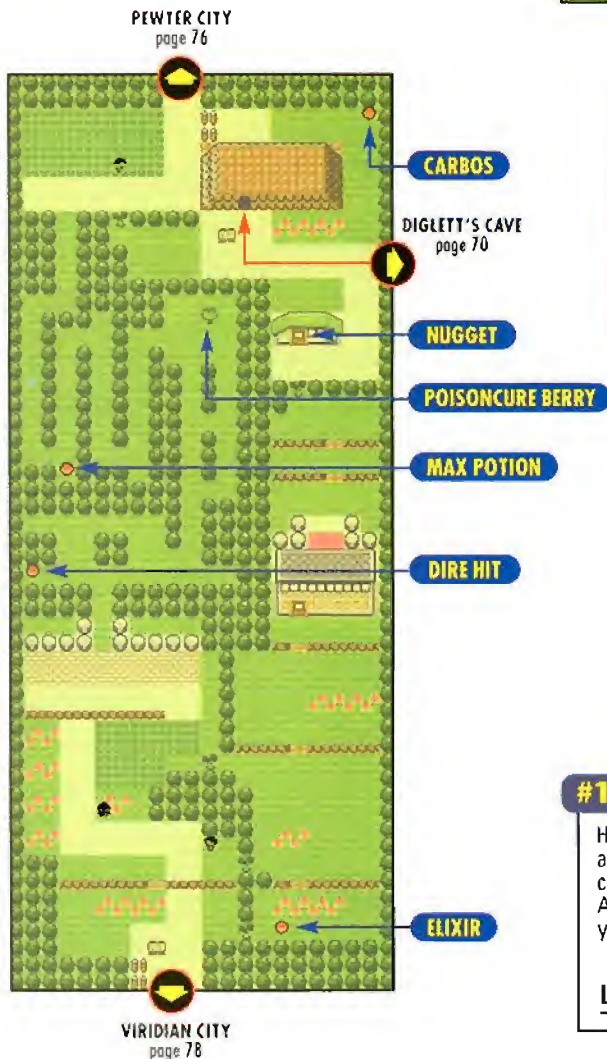 PEWTER CITY
page 76
CARBOS
DIGLETT'S CAVE
page 70
NUGGET
POISONCURE BERRY
MAX POTION
DIRE HIT
ELIXIR
VIRIDIAN CITY
page 78
#1
H
a
c
A
y
L